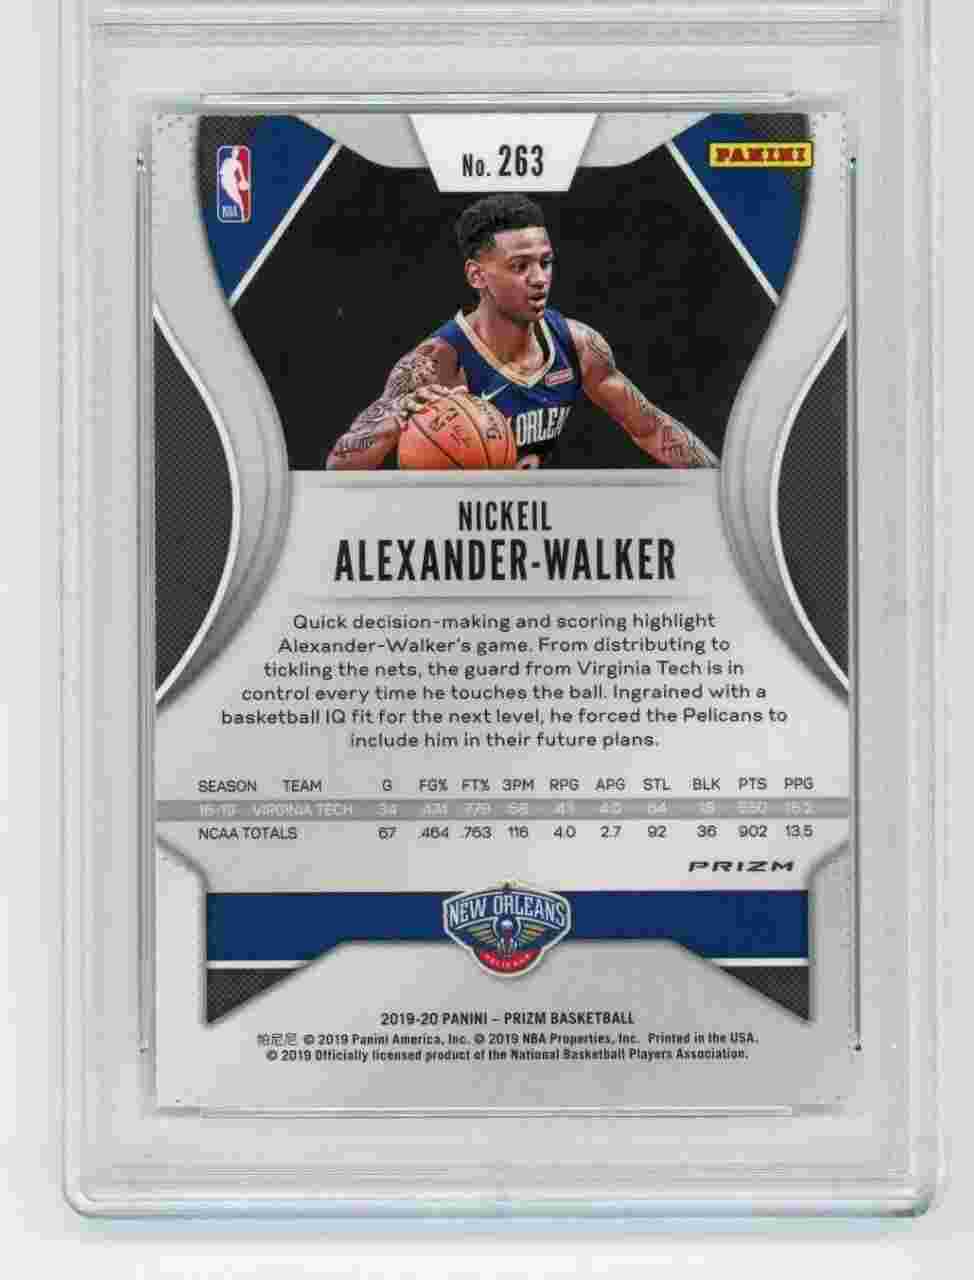 No. 263
PANINI
NBA
ORLEA
NICKEIL
ALEXANDER-WALKER
Quick decision-making and scoring highlight
Alexander-Walker's game. From distributing to
tickling the nets, the guard from Virginia Tech is in
control every time he touches the ball. Ingrained with a
basketball IQ fit for the next level, he forced the Pelicans to
include him in their future plans.
SEASON TEAM G FG% FT% 3PM RPG APG STL BLK PTS PPG
VIRGINIA TECH 34 .474
NCAA TOTALS 67 .464 .763 116 4.0 2.7 92 36 902 13.5
PRIZM
NEW ORLEANS
PELICANS
2019-20 PANINI – PRIZM BASKETBALL
帕尼尼 © 2019 Panini America, Inc. © 2019 NBA Properties, Inc. Printed in the USA.
© 2019 Officially licensed product of the National Basketball Players Association.